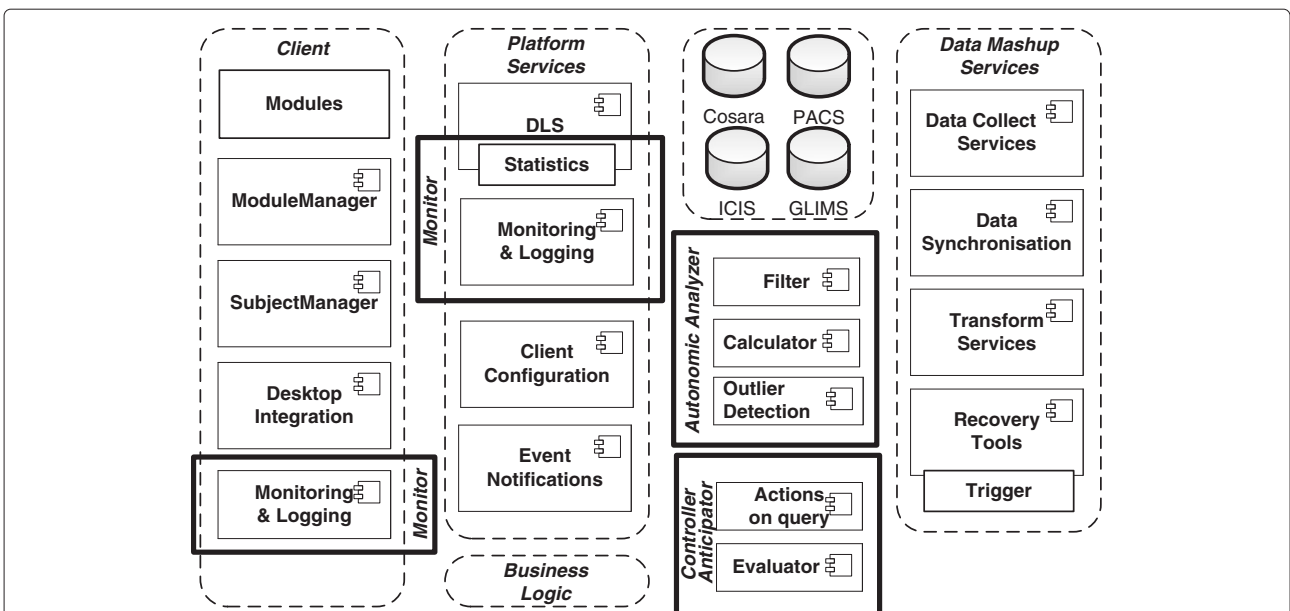 Client
Modules
ModuleManager
SubjectManager
Desktop
Integration
Monitoring
& Logging
Monitor
Platform
Services
DLS
Statistics
Monitor
Monitoring
& Logging
Client
Configuration
Event
Notifications
Business
Logic
Cosara
PACS
ICIS
GLIMS
Autonomic Analyzer
Filter
Calculator
Outlier
Detection
Controller
Anticipator
Actions
on query
Evaluator
Data Mashup
Services
Data Collect
Services
Data
Synchronisation
Transform
Services
Recovery
Tools
Trigger